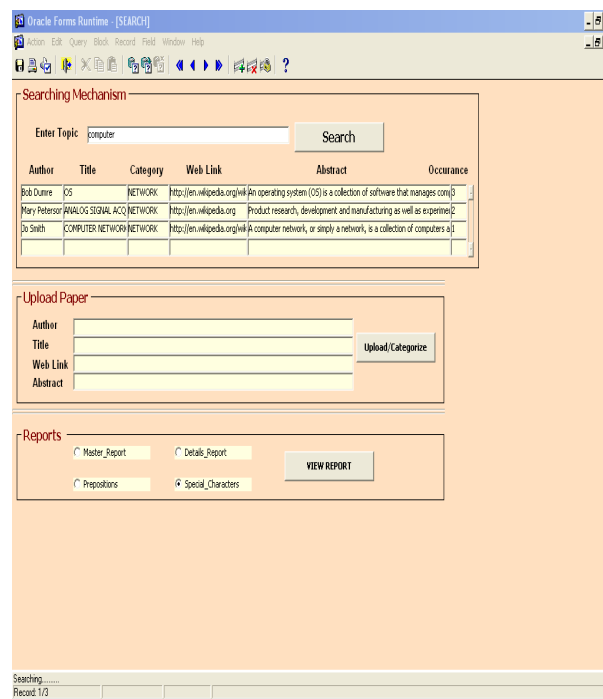 Oracle Forms Runtime - [SEARCH]
Action Edit Query Block Record Field Window Help
Searching Mechanism
Enter Topic computer Search
Author Title Category Web Link Abstract Occurance
Bob Dumre OS NETWORK http://en.wikipedia.org/wik An operating system (OS) is a collection of software that manages comp 3
Mary Peterson ANALOG SIGNAL ACQ NETWORK http://en.wikipedia.org Product research, development and manufacturing as well as experimen 2
Jo Smith COMPUTER NETWORK NETWORK http://en.wikipedia.org/wik A computer network, or simply a network, is a collection of computers a 1
Upload Paper
Author
Title
Web Link
Abstract
Upload/Categorize
Reports
Master_Report Details_Report
VIEW REPORT
Prepositions Special_Characters
Searching.........
Record: 1/3